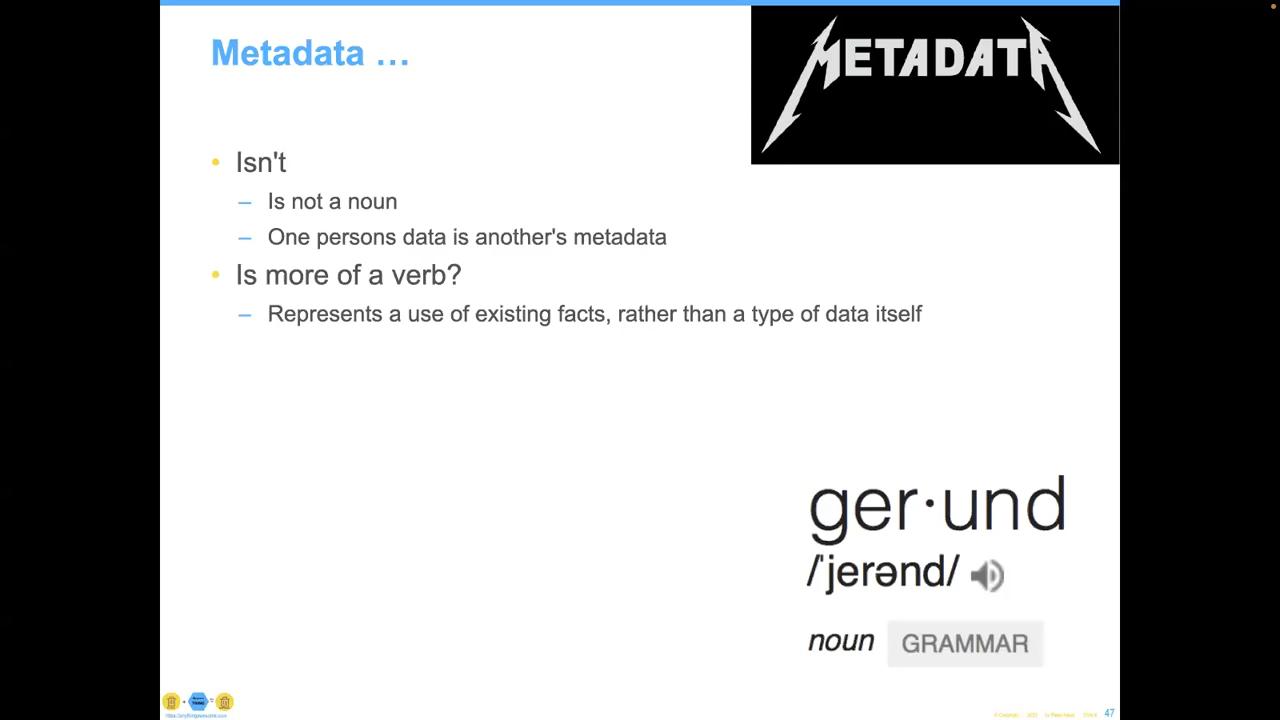 Metadata …
METADATA
• Isn't
– Is not a noun
– One persons data is another's metadata
• Is more of a verb?
– Represents a use of existing facts, rather than a type of data itself
ger·und
/ˈjerənd/
noun GRAMMAR
47